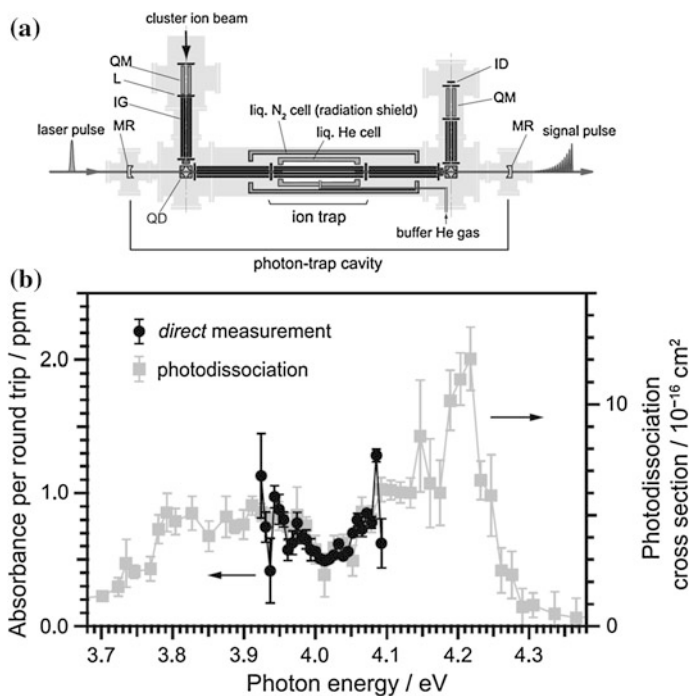 (a)
cluster ion beam
QM
L
IG
laser pulse
MR
QD
liq. N₂ cell (radiation shield)
liq. He cell
ion trap
ID
QM
MR
signal pulse
buffer He gas
photon-trap cavity
(b)
Absorbance per round trip / ppm
2.0
1.0
0.0
direct measurement
photodissociation
10
0
Photodissociation
cross section / 10⁻¹⁶ cm²
3.7 3.8 3.9 4.0 4.1 4.2 4.3
Photon energy / eV